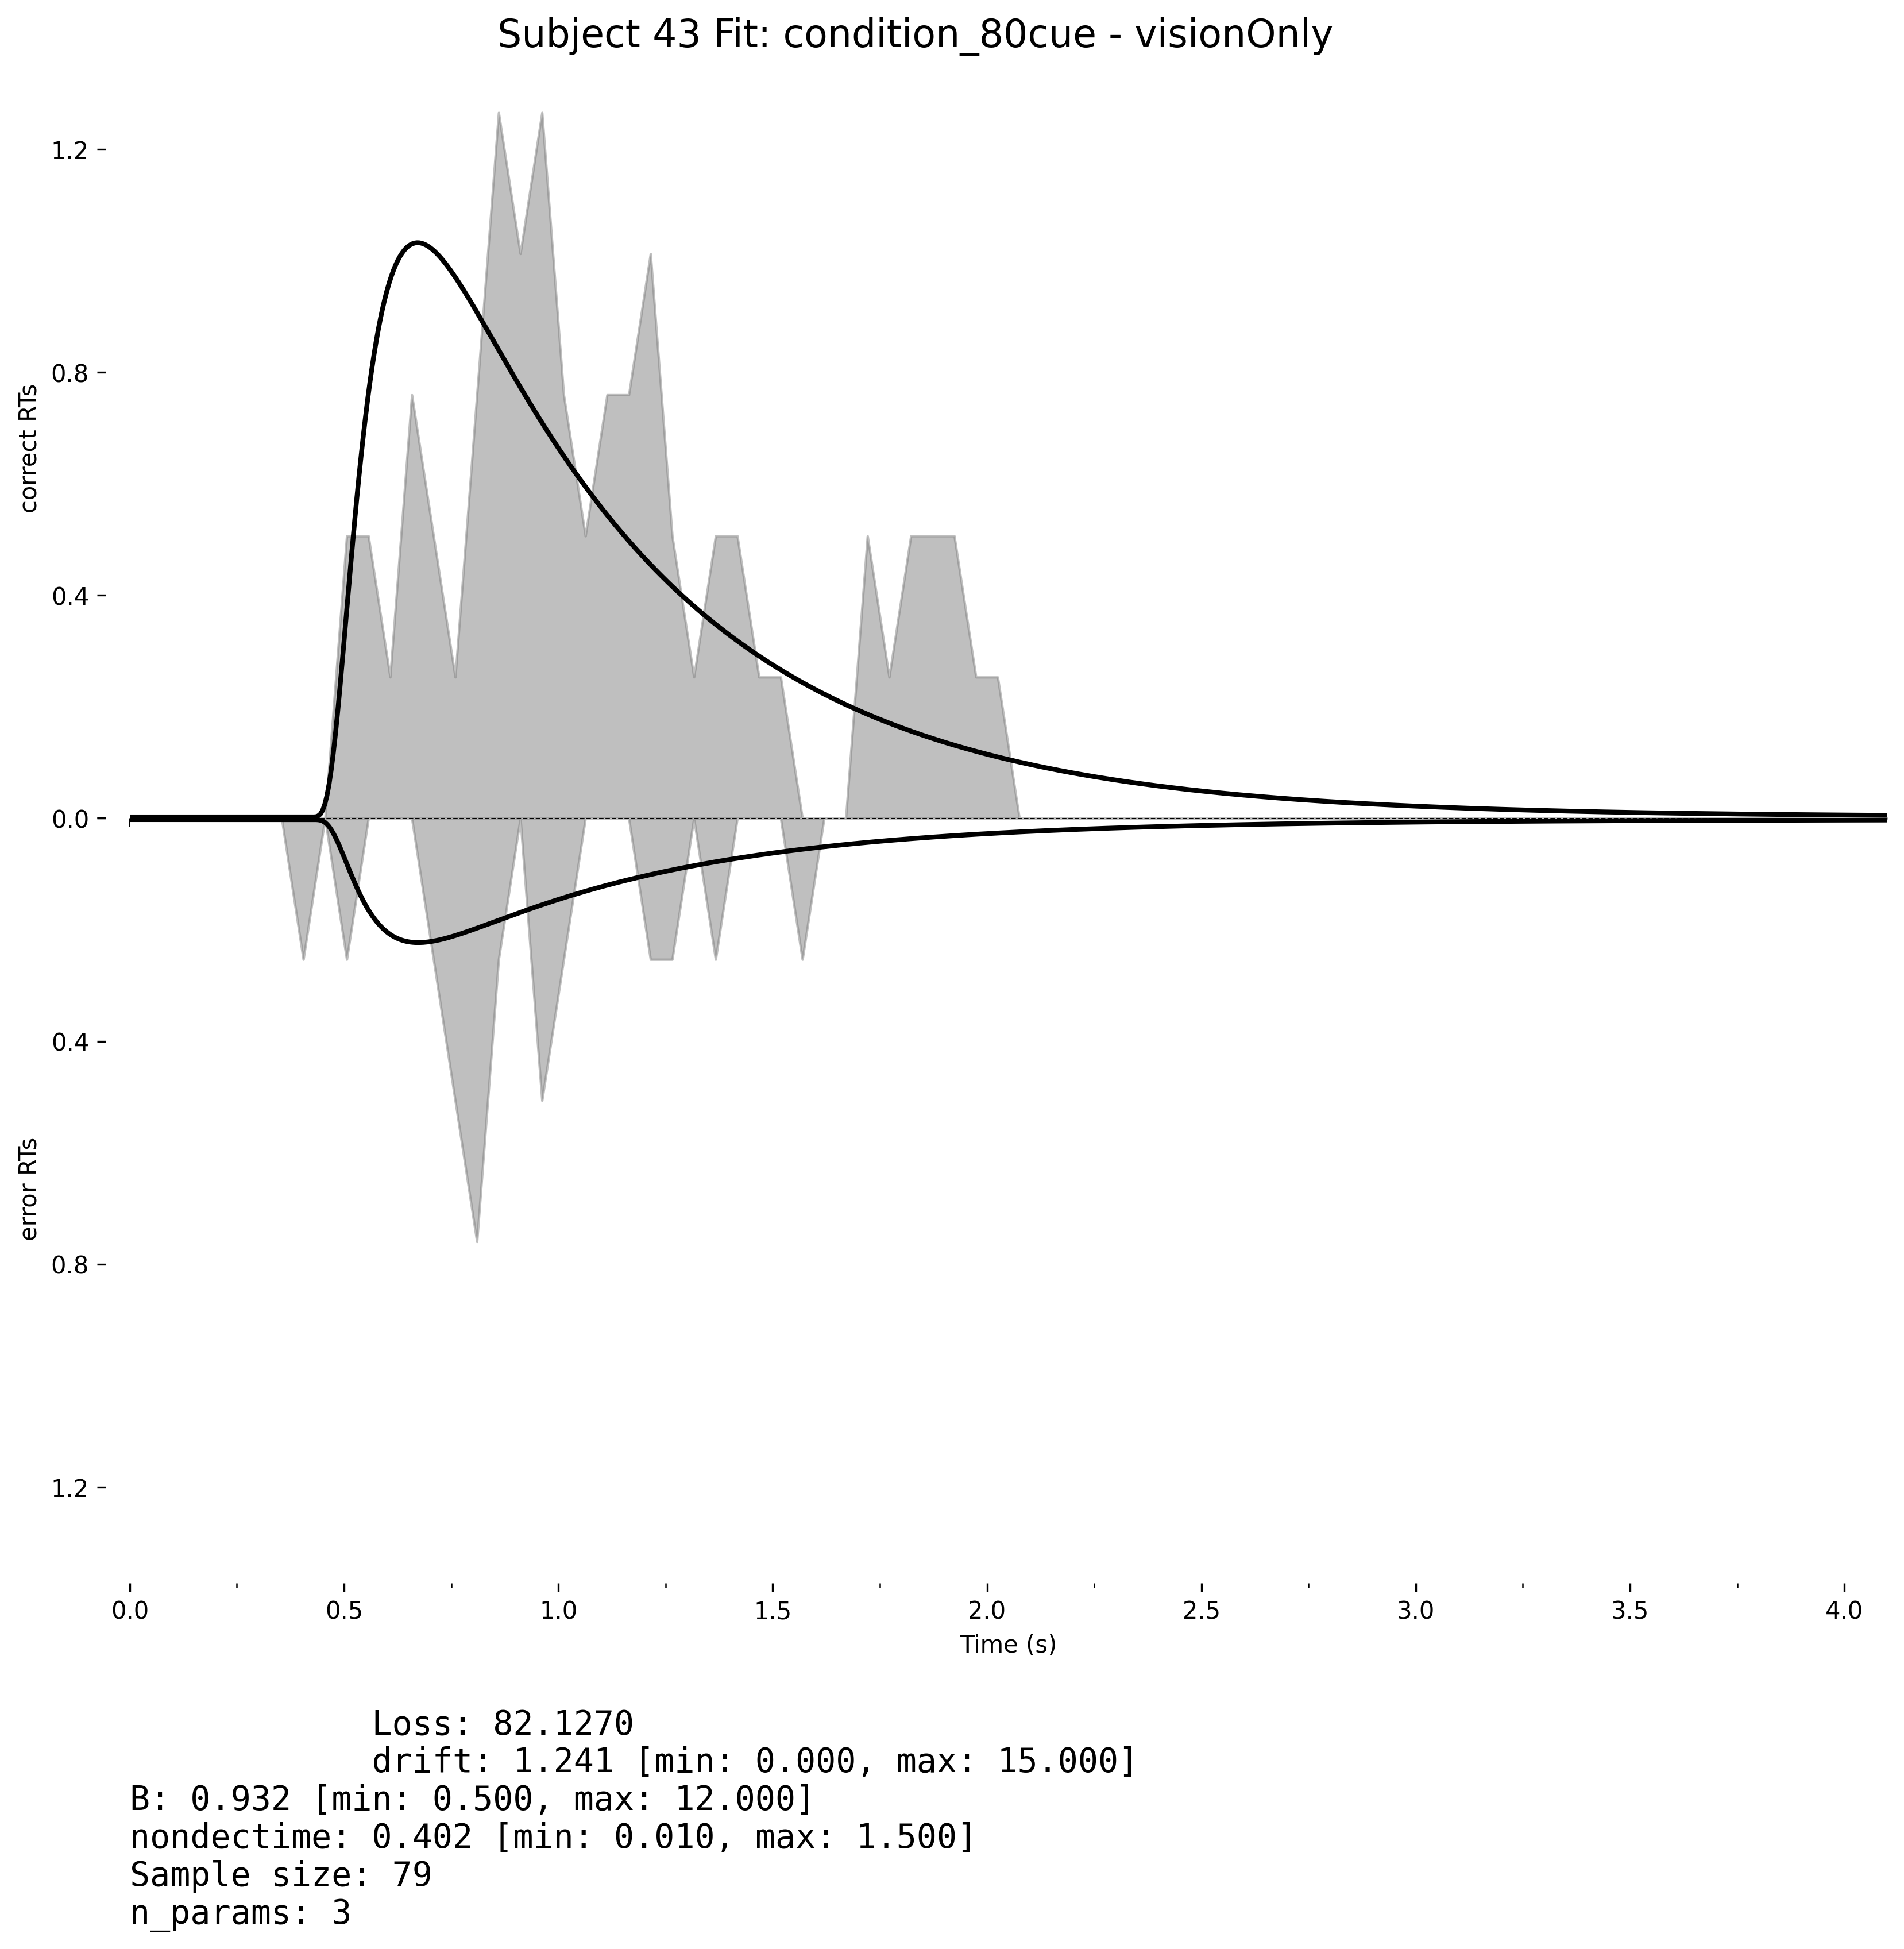 Subject 43 Fit: condition_80cue - visionOnly
1.2
0.8
correct RTs
0.4
0.0
0.4
error RTs
0.8
1.2
0.0 0.5 1.0 1.5 2.0 2.5 3.0 3.5 4.0
Time (s)
Loss: 82.1270
drift: 1.241 [min: 0.000, max: 15.000]
B: 0.932 [min: 0.500, max: 12.000]
nondectime: 0.402 [min: 0.010, max: 1.500]
Sample size: 79
n_params: 3